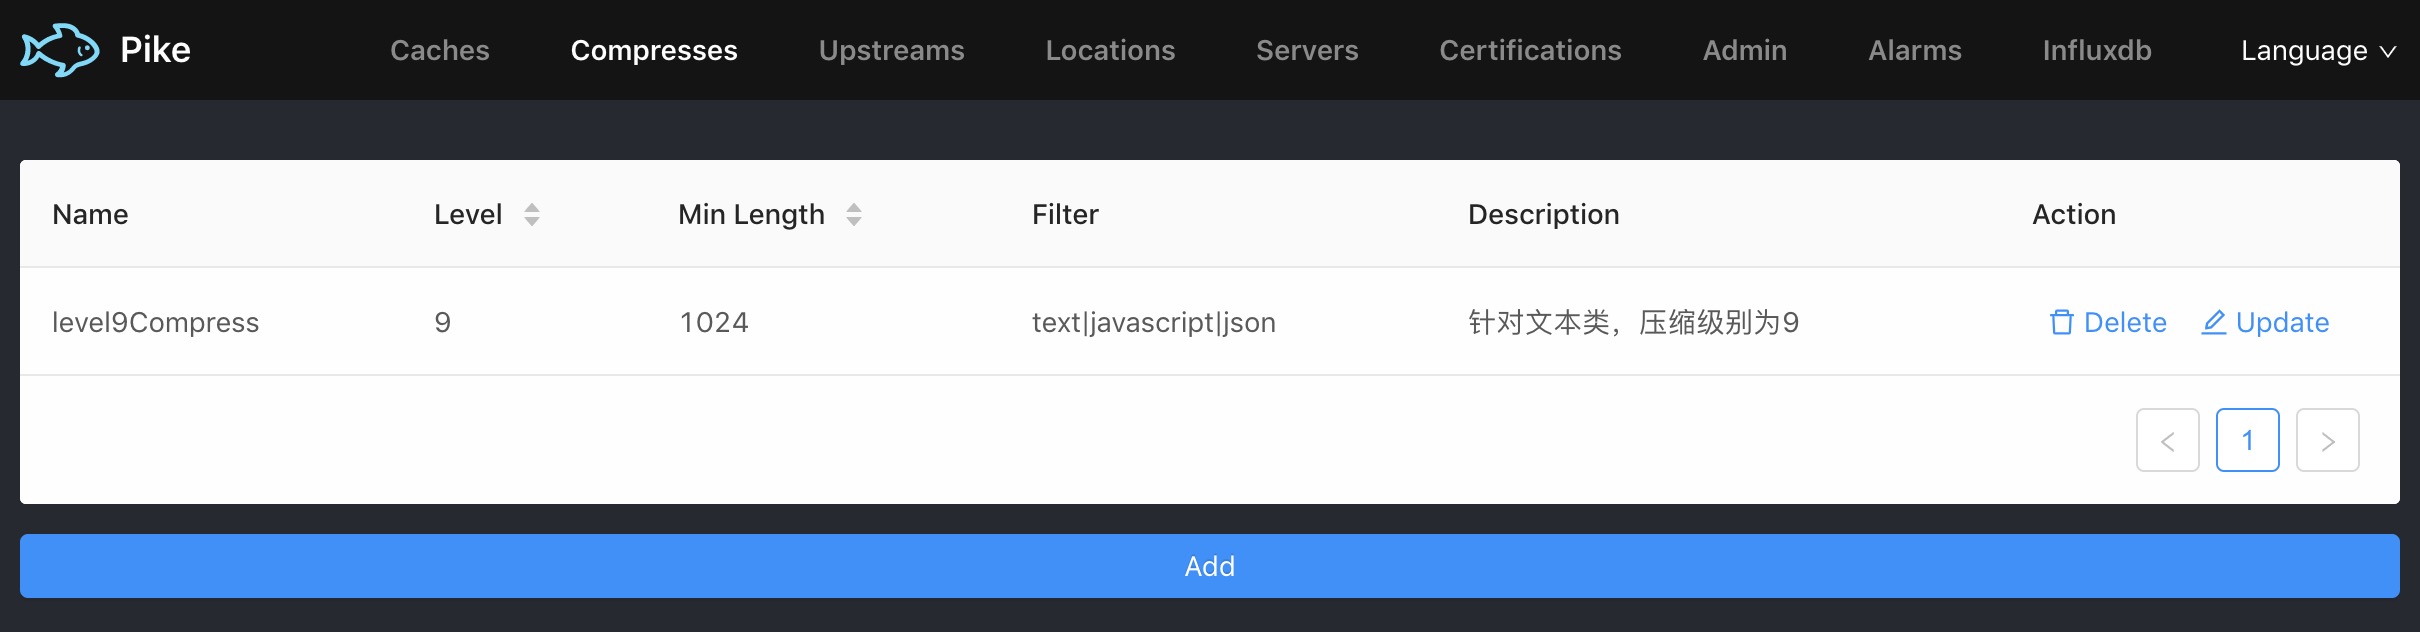 Pike Caches Compresses Upstreams Locations Servers Certifications Admin Alarms Influxdb Language
Name Level Min Length Filter Description Action
level9Compress 9 1024 text|javascript|json 针对文本类，压缩级别为9 Delete Update
1
Add